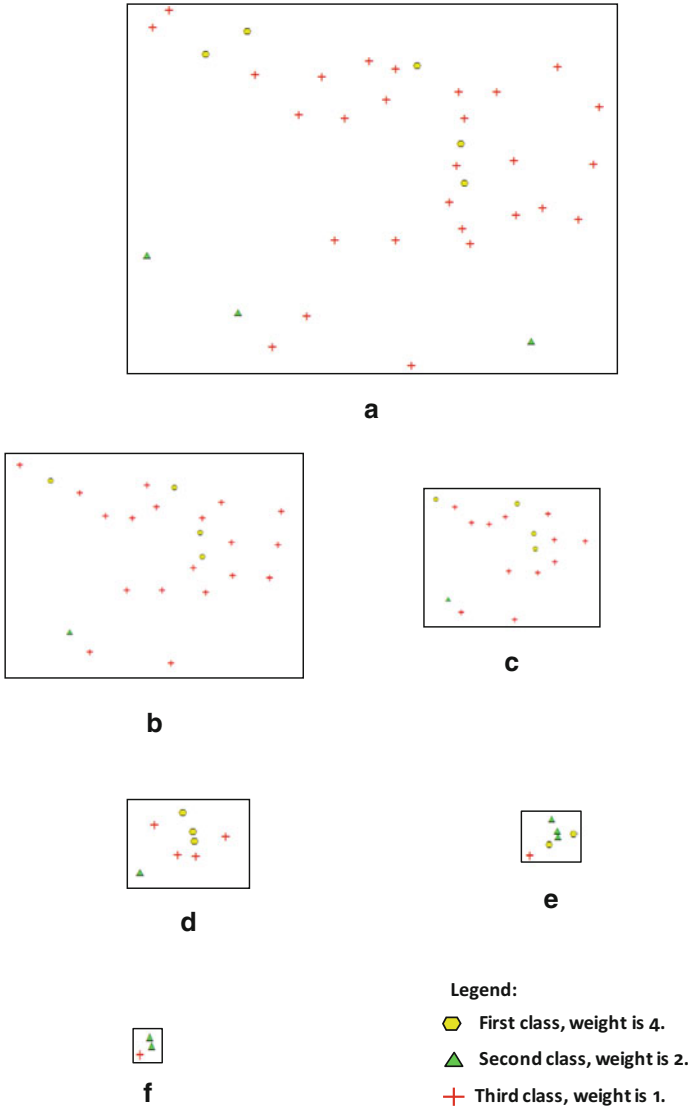 a
b
c
d
e
f
Legend:
First class, weight is 4.
Second class, weight is 2.
Third class, weight is 1.